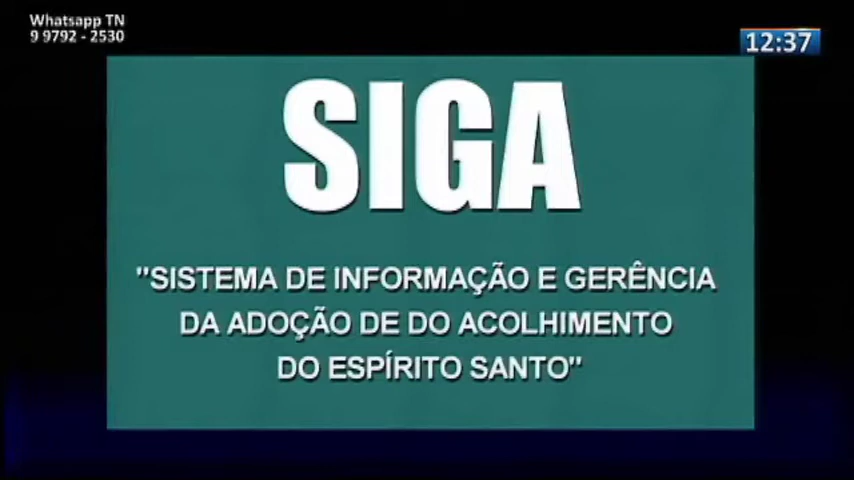 Whatsapp TN
9 9792 - 2530
12:37
SIGA
"SISTEMA DE INFORMAÇÃO E GERÊNCIA
DA ADOÇÃO DE DO ACOLHIMENTO
DO ESPÍRITO SANTO"